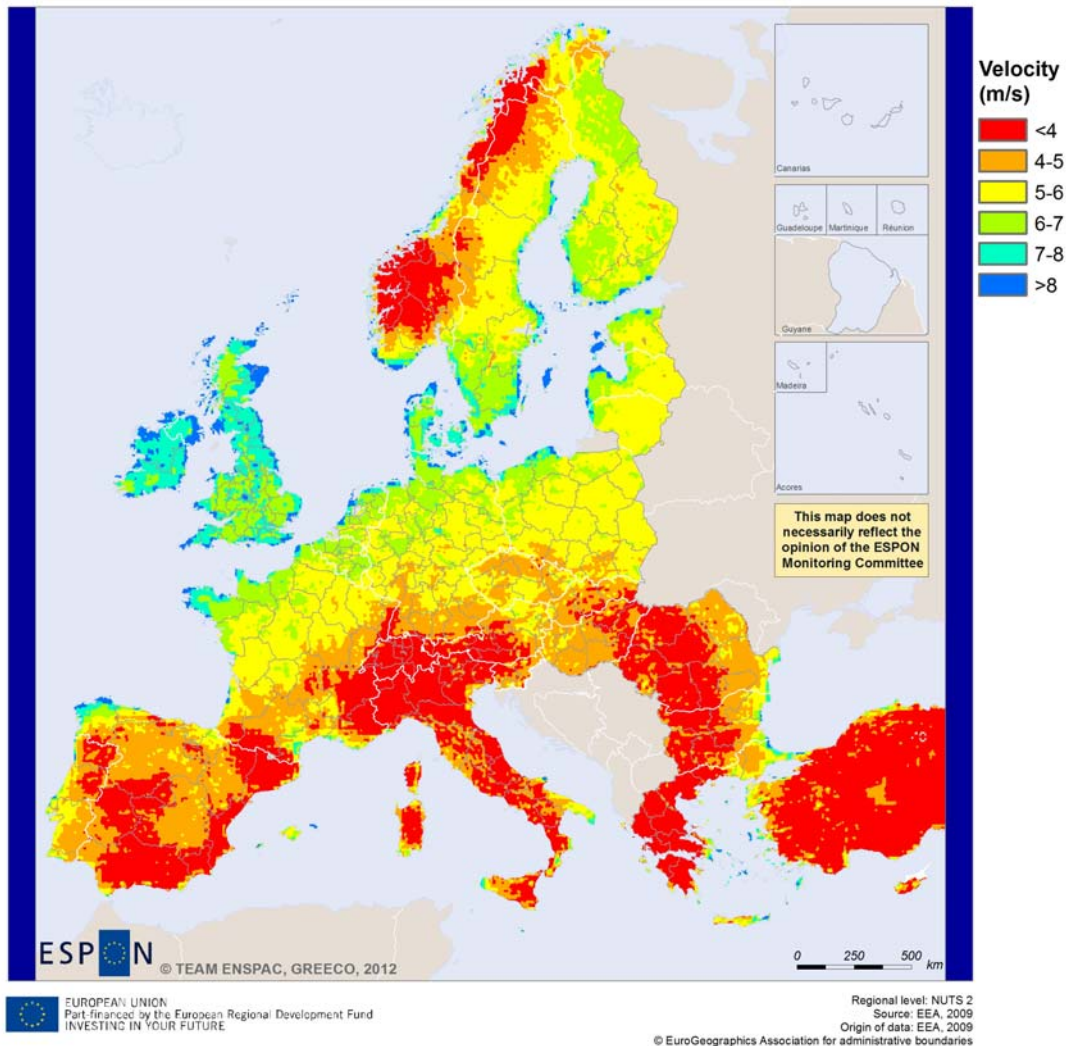 Velocity
(m/s)
<4
4-5
5-6
6-7
7-8
>8
Canarias
Guadeloupe
Martinique
Réunion
Guyane
Madeira
Acores
This map does not
necessarily reflect the
opinion of the ESPON
Monitoring Committee
ESPON
© TEAM ENSPAC, GREECO, 2012
0 250 500
km
EUROPEAN UNION
Part-financed by the European Regional Development Fund
INVESTING IN YOUR FUTURE
Regional level: NUTS 2
Source: EEA, 2009
Origin of data: EEA, 2009
© EuroGeographics Association for administrative boundaries